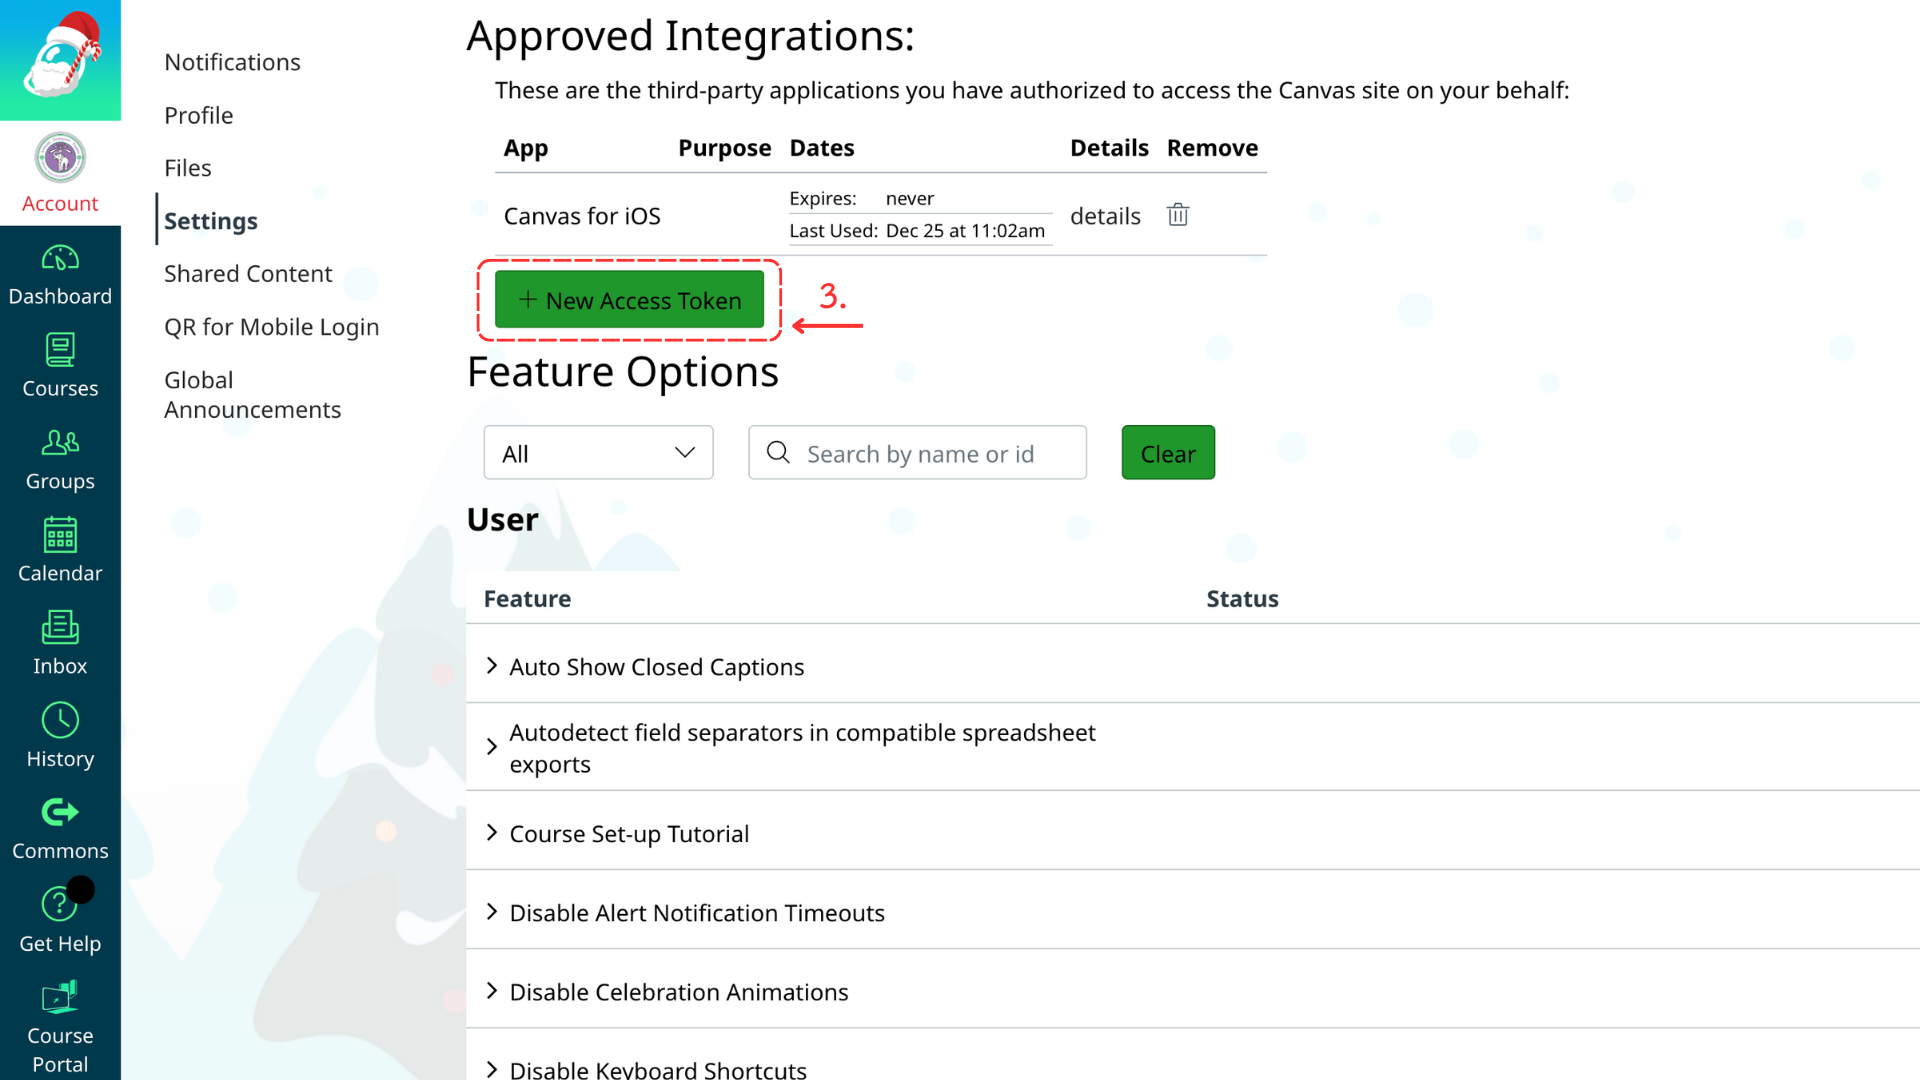 Account
Dashboard
Courses
Groups
Calendar
Inbox
History
Commons
Get Help
Course
Portal
Notifications
Profile
Files
Settings
Shared Content
QR for Mobile Login
Global
Announcements
Approved Integrations:
These are the third-party applications you have authorized to access the Canvas site on your behalf:
App Purpose Dates Details Remove
Canvas for iOS
Expires: never
Last Used: Dec 25 at 11:02am
details
+ New Access Token
3.
Feature Options
All
Search by name or id
Clear
User
Feature Status
Auto Show Closed Captions
Autodetect field separators in compatible spreadsheet
exports
Course Set-up Tutorial
Disable Alert Notification Timeouts
Disable Celebration Animations
Disable Keyboard Shortcuts